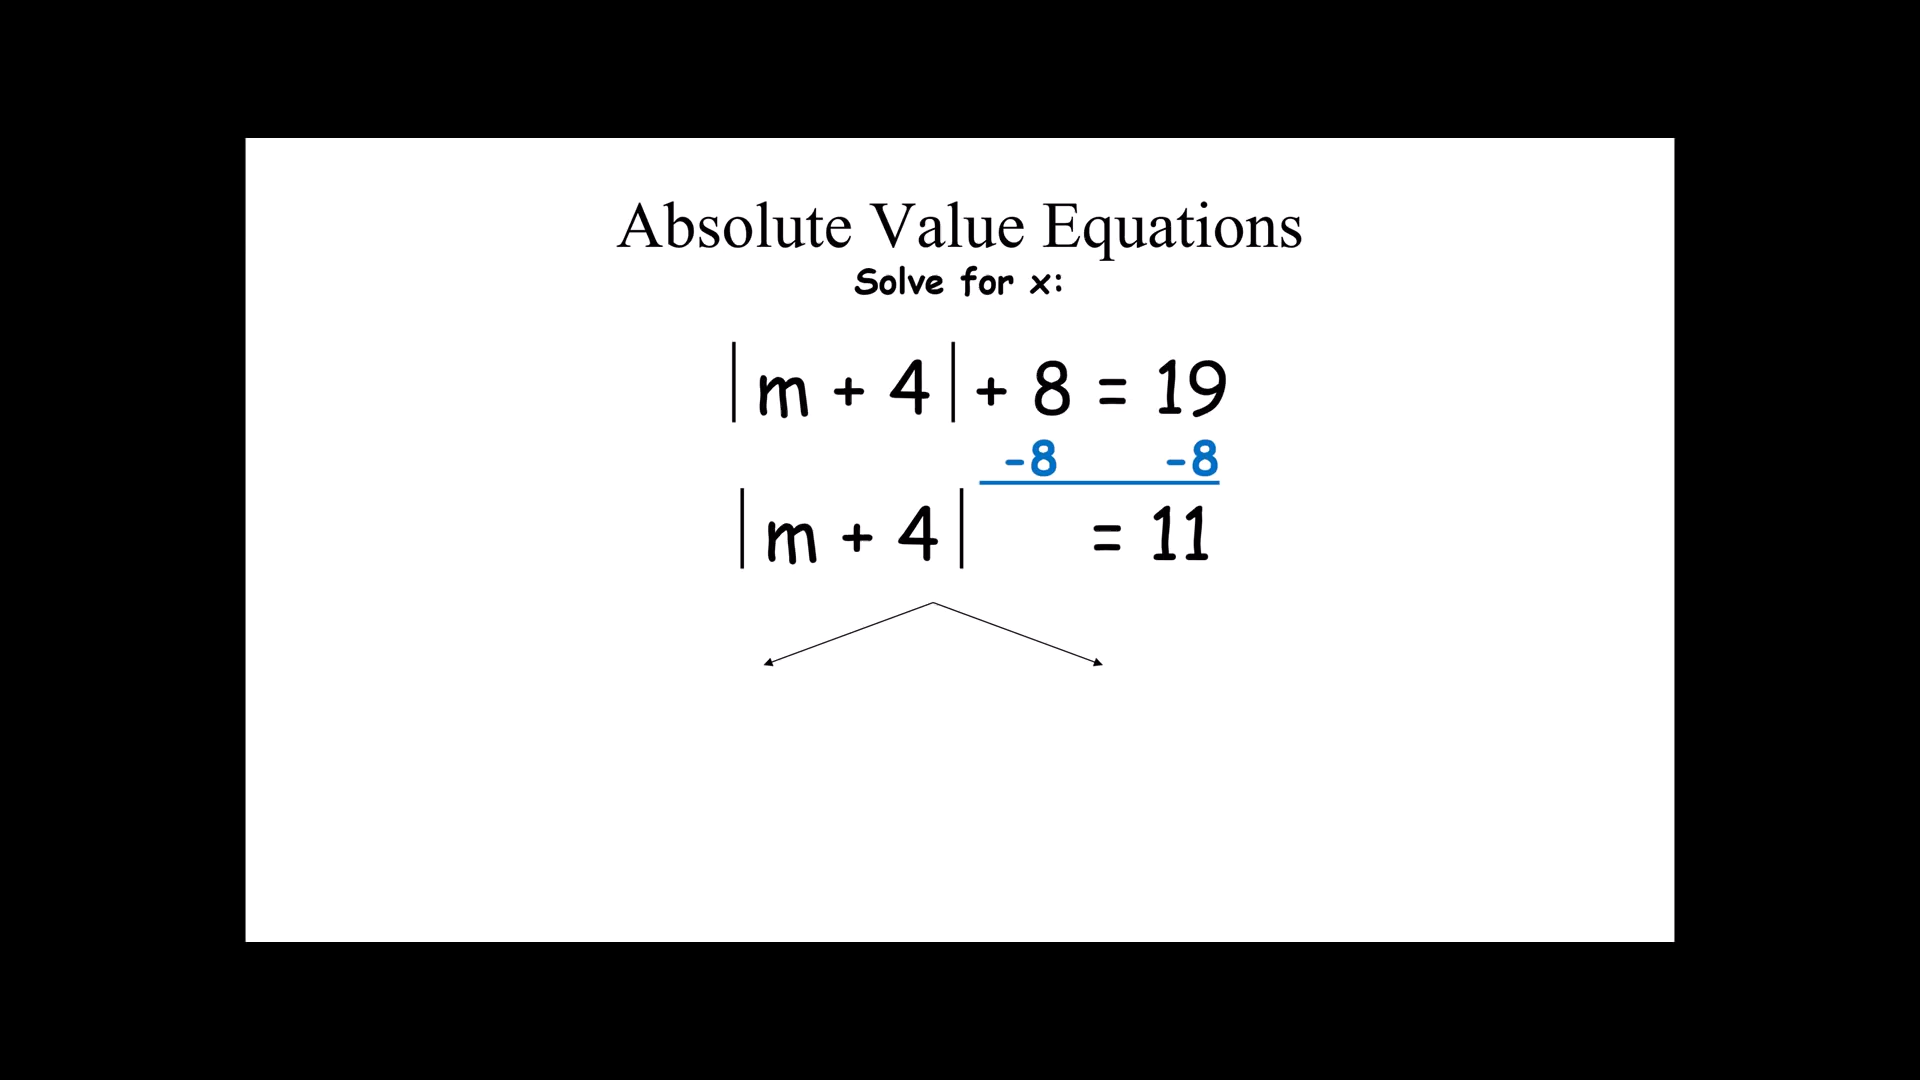 Absolute Value Equations
Solve for x:
|m + 4| + 8 = 19
-8 -8
|m + 4| = 11